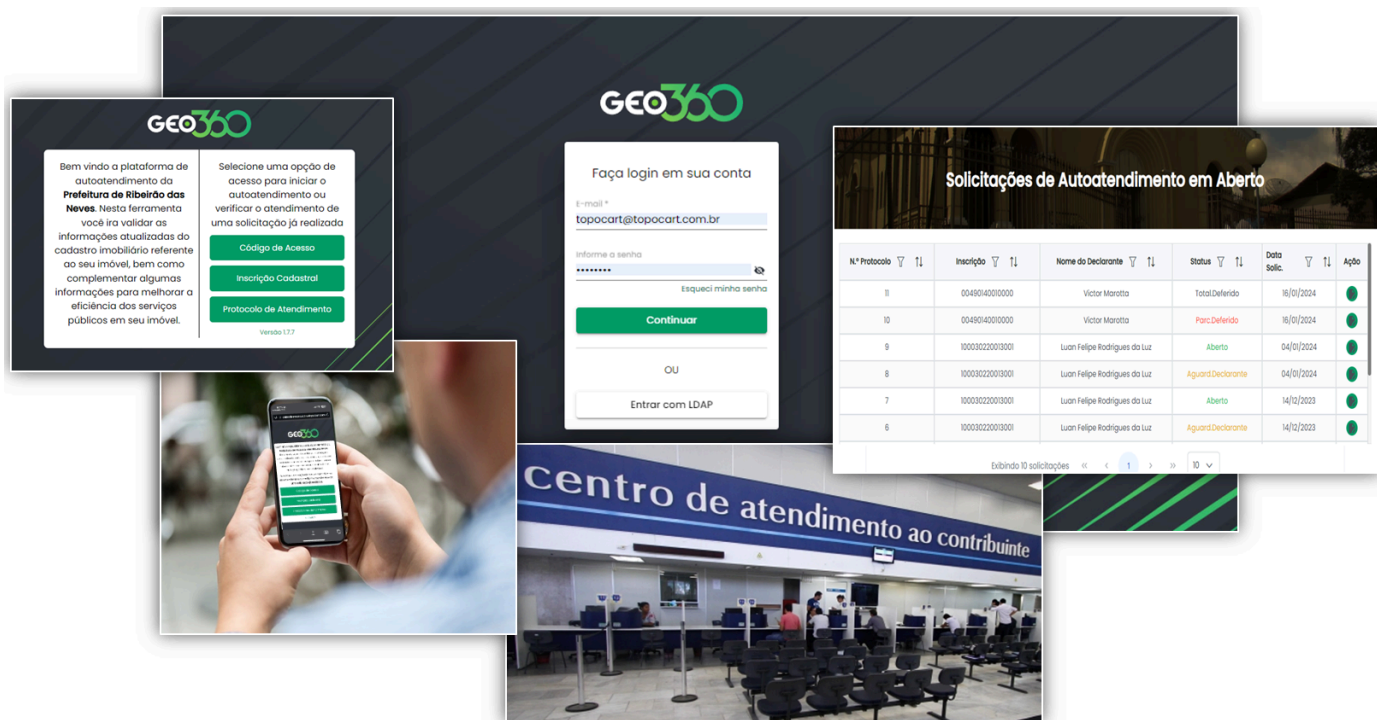 GEO360
Bem vindo a plataforma de
autoatendimento da
Prefeitura de Ribeirão das
Neves. Nesta ferramenta
você ira validar as
informações atualizadas do
cadastro imobiliário referente
ao seu imóvel, bem como
complementar algumas
informações para melhorar a
eficiência dos serviços
públicos em seu imóvel.
Selecione uma opção de
acesso para iniciar o
autoatendimento ou
verificar o atendimento de
uma solicitação já realizada
Código de Acesso
Inscrição Cadastral
Protocolo de Atendimento
Versão 1.7.7
GEO360
Faça login em sua conta
E-mail *
topocart@topocart.com.br
Informe a senha
••••••••
Esqueci minha senha
Continuar
OU
Entrar com LDAP
Solicitações de Autoatendimento em Aberto
N.º Protocolo Inscrição Nome do Declarante Status Data Solic. Ação
11 00490140010000 Victor Marotta Total.Deferido 16/01/2024
10 00490140010000 Victor Marotta Parc.Deferido 16/01/2024
9 10003022001300​1 Luan Felipe Rodrigues da Luz Aberto 04/01/2024
8 100030220013001 Luan Felipe Rodrigues da Luz Aguard.Declarante 04/01/2024
7 100030220013001 Luan Felipe Rodrigues da Luz Aberto 14/12/2023
6 100030220013001 Luan Felipe Rodrigues da Luz Aguard.Declarante 14/12/2023
Exibindo 10 solicitações « ‹ 1 › » 10
GEO360
Centro de atendimento ao contribuinte